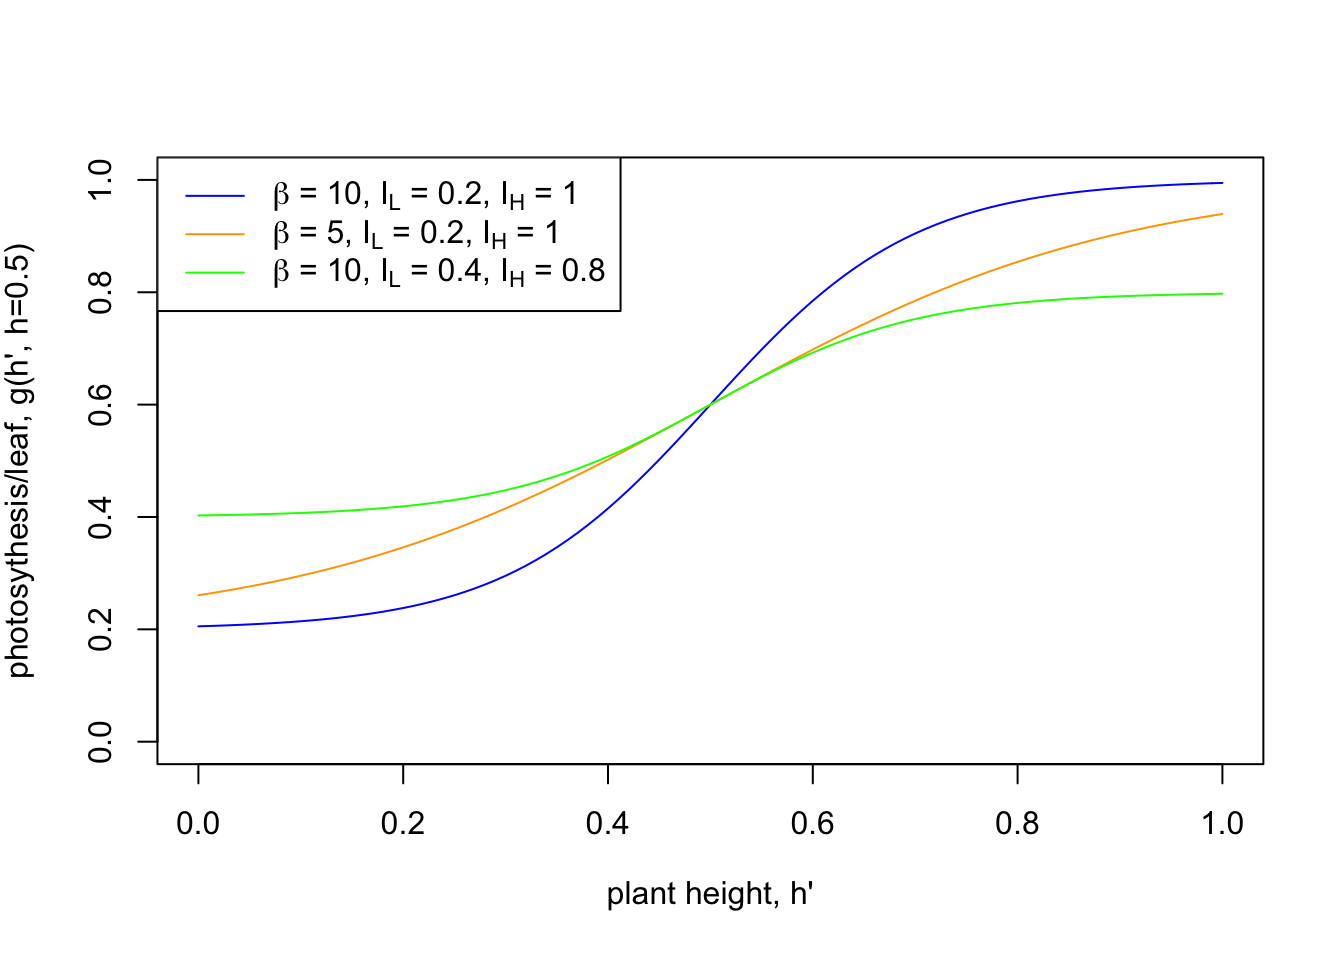 β = 10, I_L = 0.2, I_H = 1
β = 5, I_L = 0.2, I_H = 1
β = 10, I_L = 0.4, I_H = 0.8
photosythesis/leaf, g(h', h=0.5)
1.0
0.8
0.6
0.4
0.2
0.0
0.0 0.2 0.4 0.6 0.8 1.0
plant height, h'